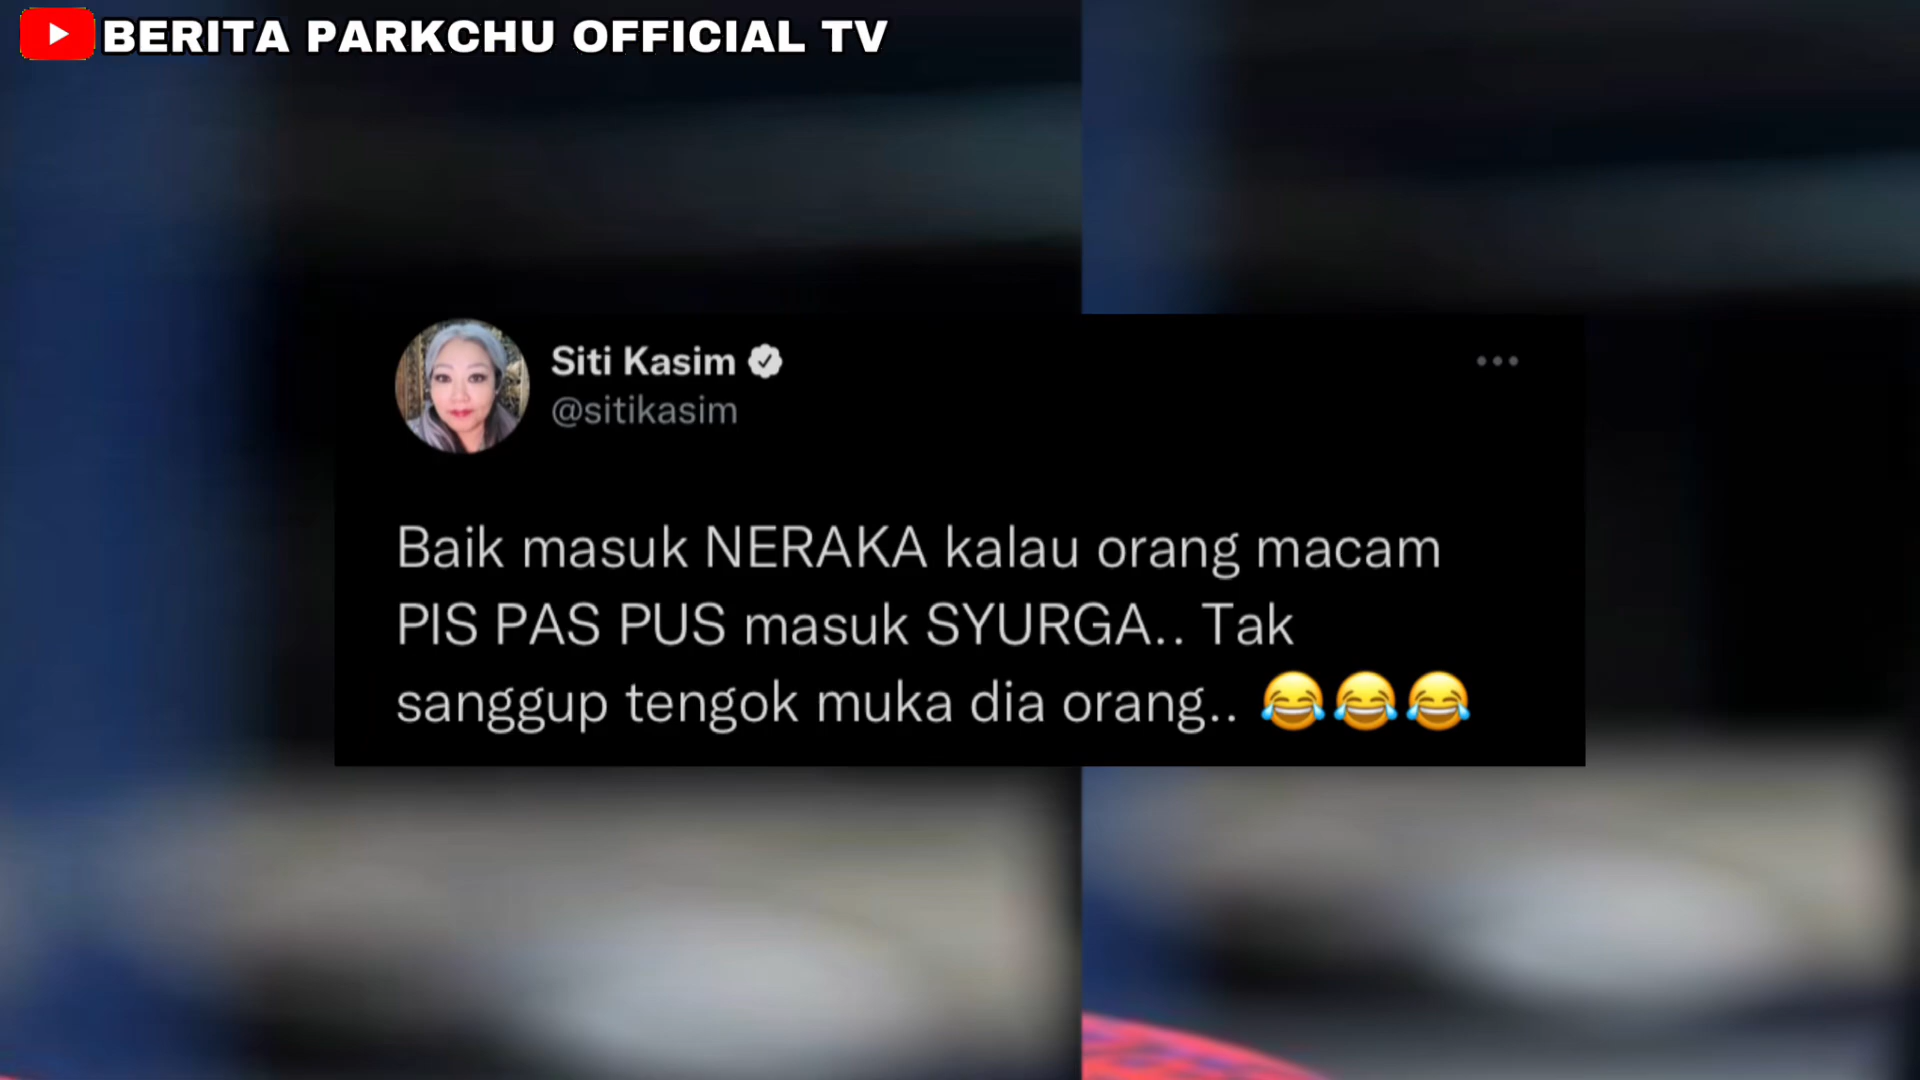 BERITA PARKCHU OFFICIAL TV
Siti Kasim
@sitikasim
Baik masuk NERAKA kalau orang macam
PIS PAS PUS masuk SYURGA.. Tak
sanggup tengok muka dia orang.. 😂😂😂